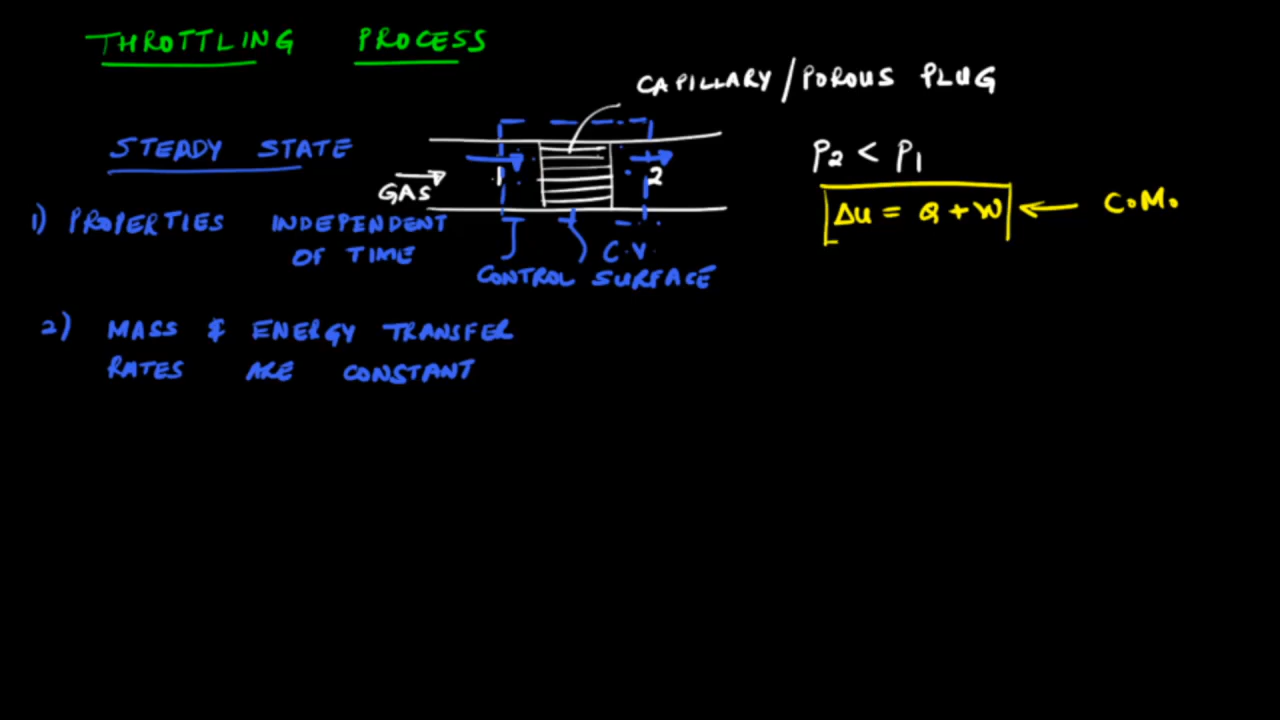 THROTTLING PROCESS
CAPILLARY/POROUS PLUG
STEADY STATE
1 2
GAS
P2 < P1
ΔU = Q + W ← C.M.
1) PROPERTIES INDEPENDENT
OF TIME
C.V.
CONTROL SURFACE
2) MASS & ENERGY TRANSFER
RATES ARE CONSTANT